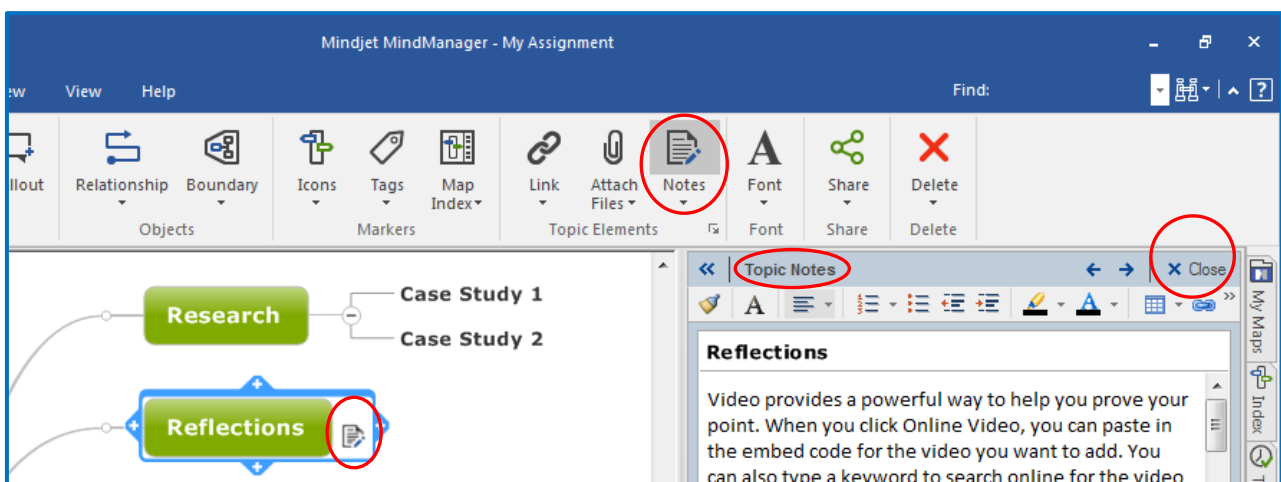 Mindjet MindManager - My Assignment
ew View Help Find:
llout Relationship Boundary Icons Tags Map Index Link Attach Files Notes Font Share Delete
Objects Markers Topic Elements Font Share Delete
Topic Notes Close
Research
Case Study 1
Case Study 2
Reflections
A A
Reflections
Video provides a powerful way to help you prove your
point. When you click Online Video, you can paste in
the embed code for the video you want to add. You
can also type a keyword to search online for the video
My Maps
Index